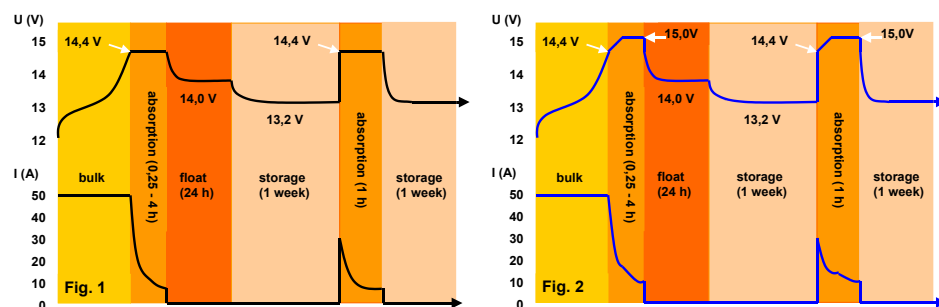 U (V)
15
14
13
12
I (A)
50
40
30
20
10
0
14,4 V
14,0 V
13,2 V
14,4 V
bulk
absorption (0,25 - 4 h)
float
(24 h)
storage
(1 week)
absorption (1 h)
storage
(1 week)
Fig. 1
U (V)
15
14
13
12
I (A)
50
40
30
20
10
0
14,4 V
15,0V
14,0 V
13,2 V
14,4 V
15,0V
bulk
absorption (0,25 - 4 h)
float
(24 h)
storage
(1 week)
absorption (1 h)
storage
(1 week)
Fig. 2